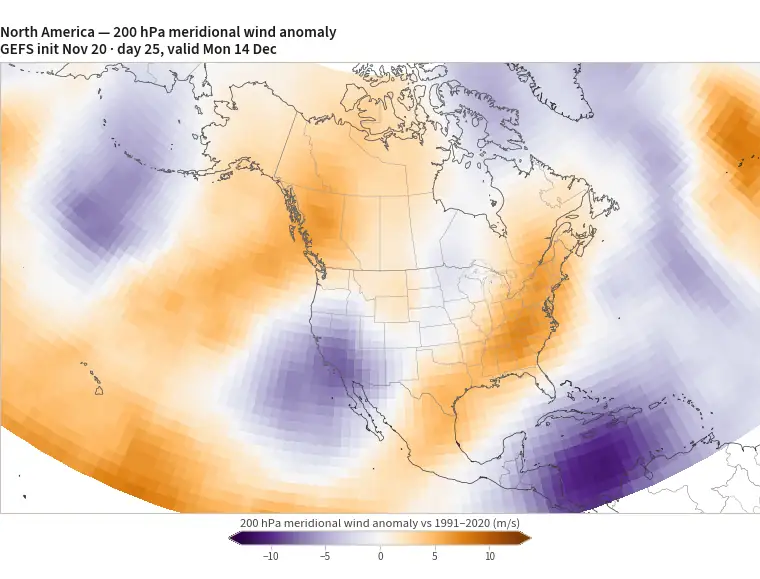 North America — 200 hPa meridional wind anomaly
GEFS init Nov 20 · day 25, valid Mon 14 Dec
200 hPa meridional wind anomaly vs 1991–2020 (m/s)
−10 −5 0 5 10